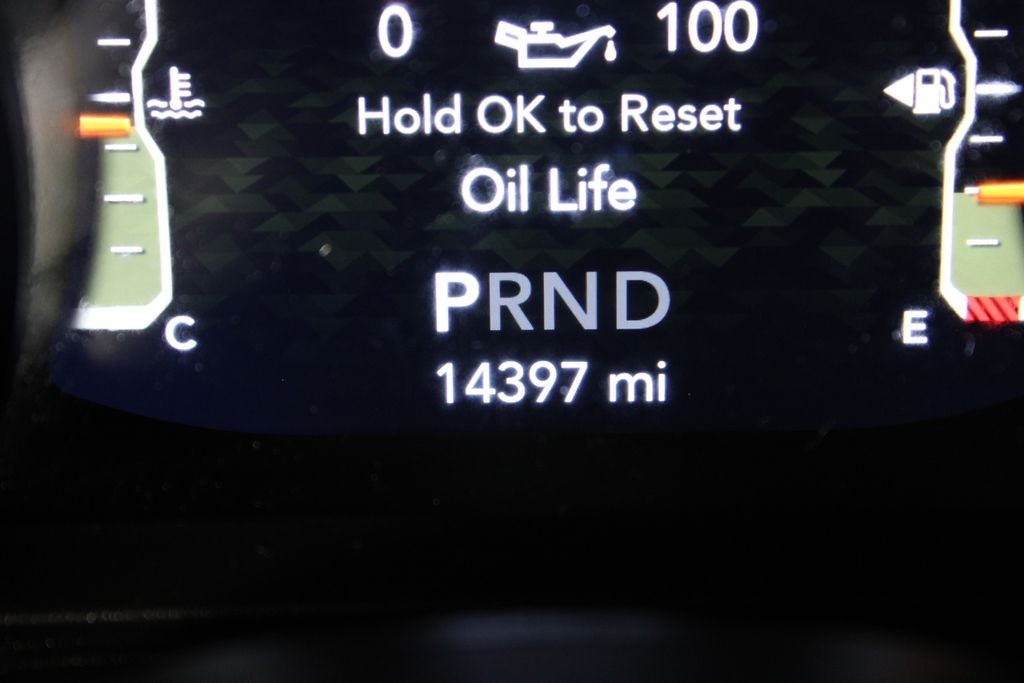 0 100
Hold OK to Reset
Oil Life
PRND
C E
14397 mi